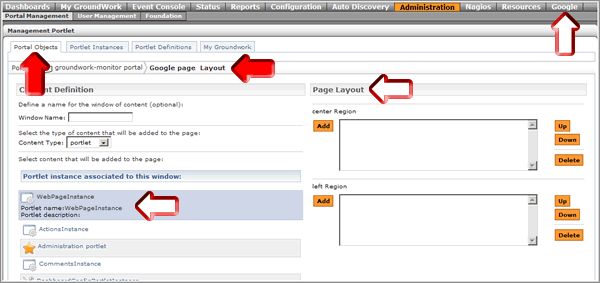 Dashboards My GroundWork Event Console Status Reports Configuration Auto Discovery Administration Nagios Resources Google
Portal Management User Management Foundation
Management Portlet
Portal Objects Portlet Instances Portlet Definitions My Groundwork
groundwork-monitor portal) Google page Layout
Content Definition
Define a name for the window of content (optional):
Window Name:
Select the type of content that will be added to the page:
Content Type: portlet
Select content that will be added to the page:
Portlet instance associated to this window:
WebPageInstance
Portlet name:WebPageInstance
Portlet description:
ActionsInstance
Administration portlet
CommentsInstance
DashboardConfigPortletInstance
Page Layout
center Region
Add
Up
Down
Delete
left Region
Add
Up
Down
Delete